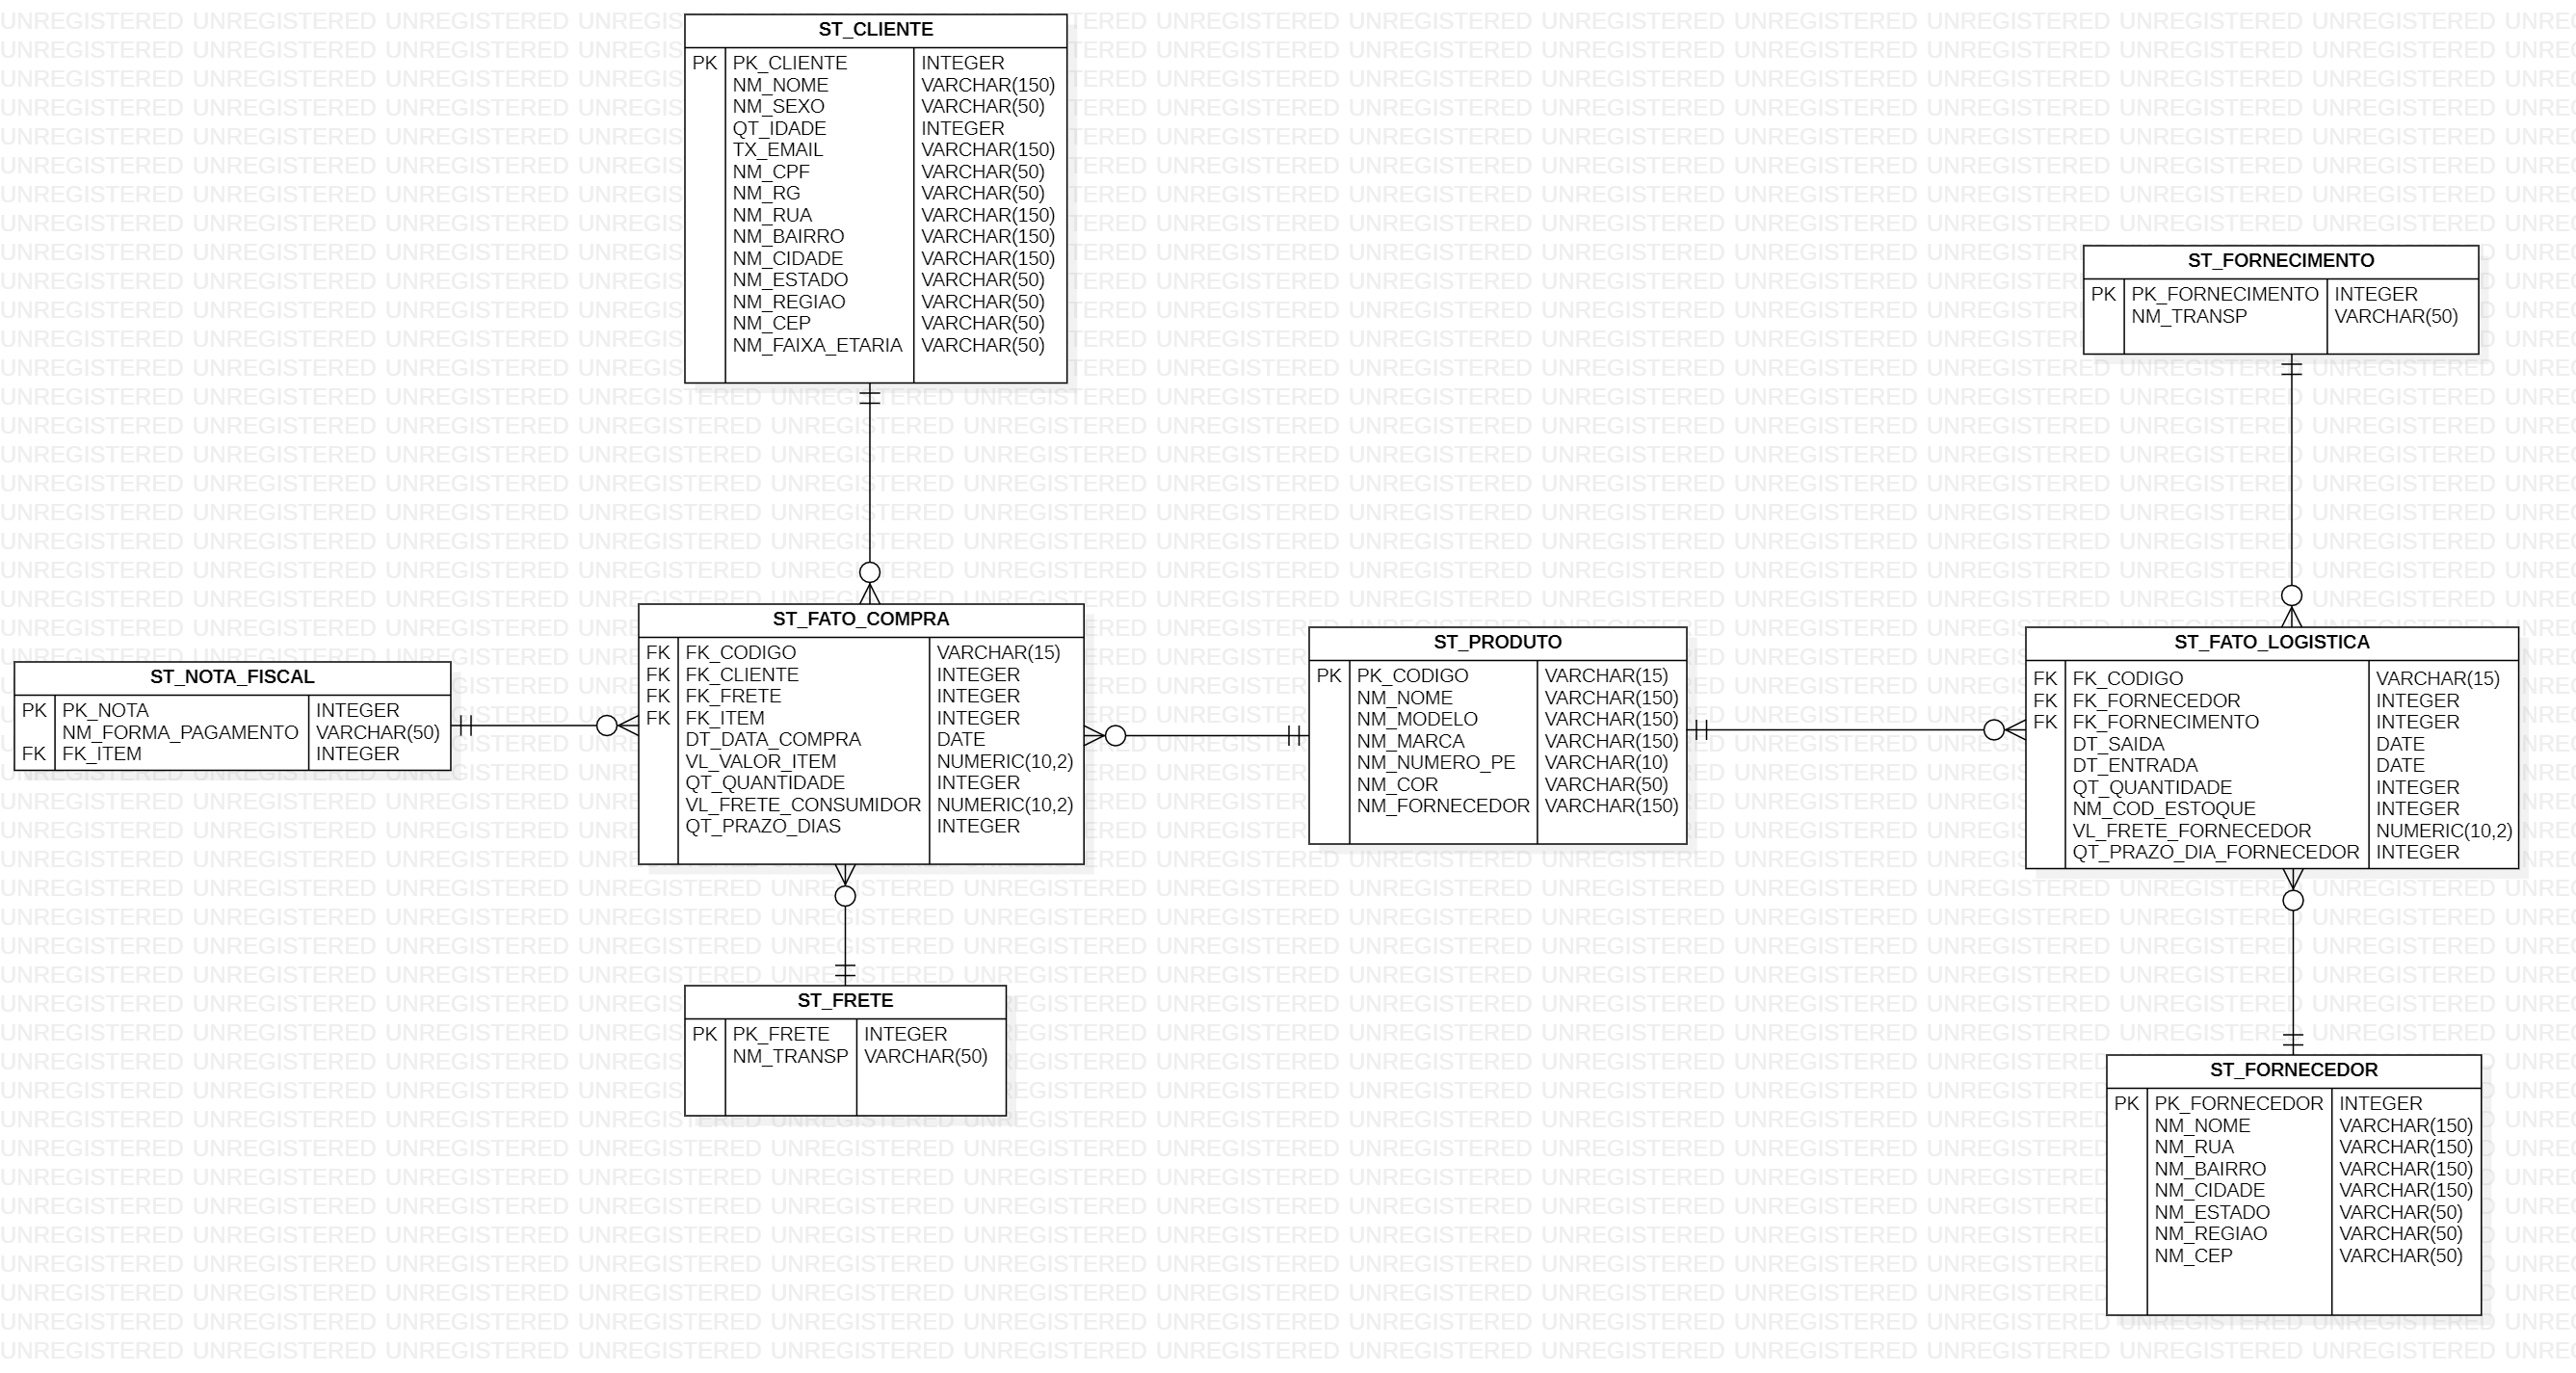 ST_CLIENTE
PK PK_CLIENTE INTEGER
NM_NOME VARCHAR(150)
NM_SEXO VARCHAR(50)
QT_IDADE INTEGER
TX_EMAIL VARCHAR(150)
NM_CPF VARCHAR(50)
NM_RG VARCHAR(50)
NM_RUA VARCHAR(150)
NM_BAIRRO VARCHAR(150)
NM_CIDADE VARCHAR(150)
NM_ESTADO VARCHAR(50)
NM_REGIAO VARCHAR(50)
NM_CEP VARCHAR(50)
NM_FAIXA_ETARIA VARCHAR(50)
ST_FORNECIMENTO
PK PK_FORNECIMENTO INTEGER
NM_TRANSP VARCHAR(50)
ST_NOTA_FISCAL
PK PK_NOTA INTEGER
NM_FORMA_PAGAMENTO VARCHAR(50)
FK FK_ITEM INTEGER
ST_FATO_COMPRA
FK FK_CODIGO VARCHAR(15)
FK FK_CLIENTE INTEGER
FK FK_FRETE INTEGER
FK FK_ITEM INTEGER
DT_DATA_COMPRA DATE
VL_VALOR_ITEM NUMERIC(10,2)
QT_QUANTIDADE INTEGER
VL_FRETE_CONSUMIDOR NUMERIC(10,2)
QT_PRAZO_DIAS INTEGER
ST_PRODUTO
PK PK_CODIGO VARCHAR(15)
NM_NOME VARCHAR(150)
NM_MODELO VARCHAR(150)
NM_MARCA VARCHAR(150)
NM_NUMERO_PE VARCHAR(10)
NM_COR VARCHAR(50)
NM_FORNECEDOR VARCHAR(150)
ST_FATO_LOGISTICA
FK FK_CODIGO VARCHAR(15)
FK FK_FORNECEDOR INTEGER
FK FK_FORNECIMENTO INTEGER
DT_SAIDA DATE
DT_ENTRADA DATE
QT_QUANTIDADE INTEGER
NM_COD_ESTOQUE INTEGER
VL_FRETE_FORNECEDOR NUMERIC(10,2)
QT_PRAZO_DIA_FORNECEDOR INTEGER
ST_FRETE
PK PK_FRETE INTEGER
NM_TRANSP VARCHAR(50)
ST_FORNECEDOR
PK PK_FORNECEDOR INTEGER
NM_NOME VARCHAR(150)
NM_RUA VARCHAR(150)
NM_BAIRRO VARCHAR(150)
NM_CIDADE VARCHAR(150)
NM_ESTADO VARCHAR(50)
NM_REGIAO VARCHAR(50)
NM_CEP VARCHAR(50)
UNREGISTERED